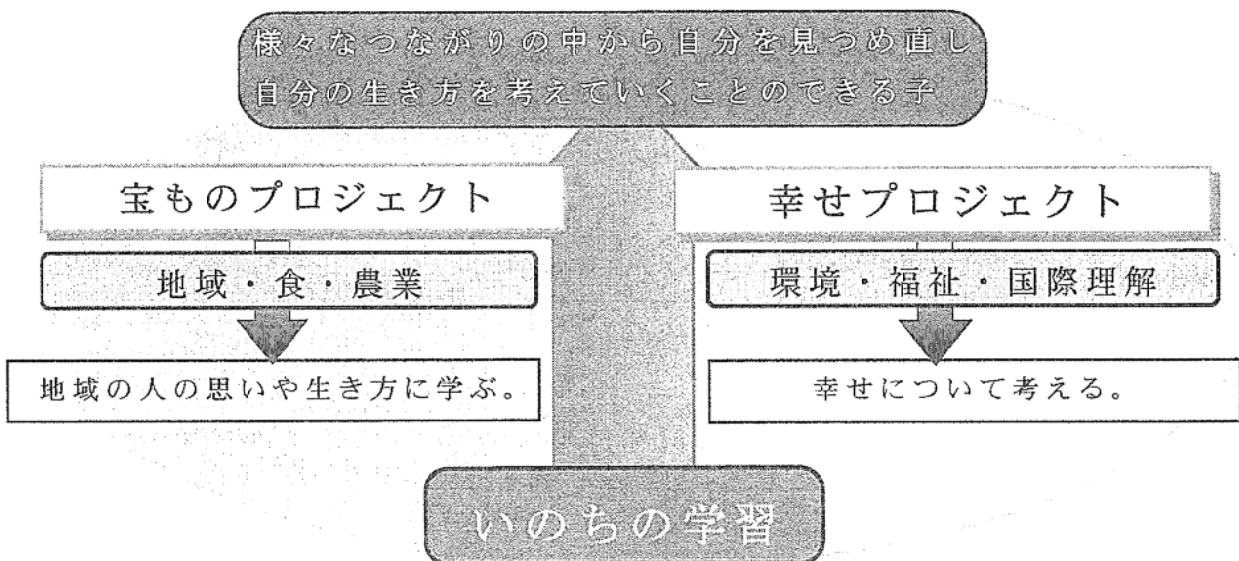 様々なつながりの中から自分を見つめ直し
自分の生き方を考えていくことのできる子
宝ものプロジェクト
地域・食・農業
地域の人の思いや生き方に学ぶ。
幸せプロジェクト
環境・福祉・国際理解
幸せについて考える。
いのちの学習